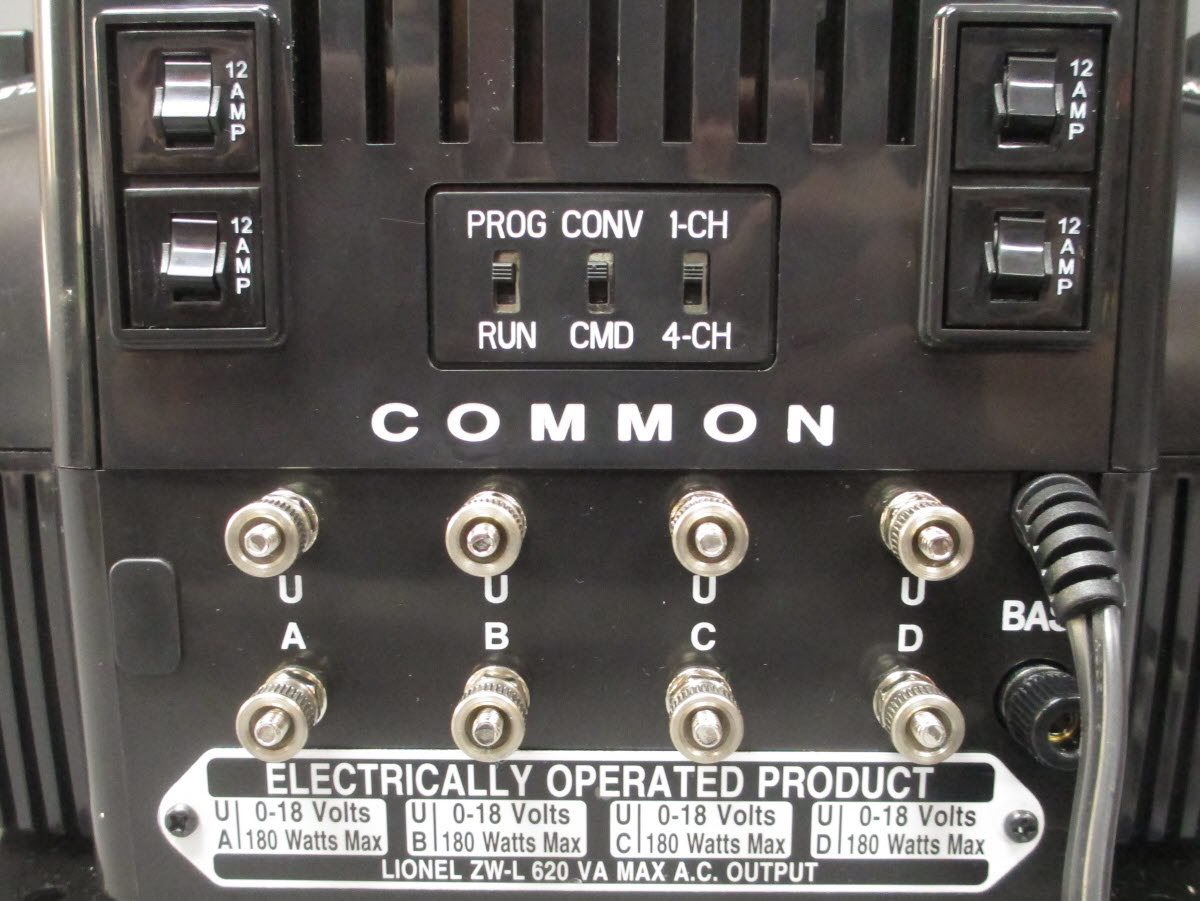 12 AMP
12 AMP
12 AMP
12 AMP
PROG CONV 1-CH
RUN CMD 4-CH
COMMON
U U U U
A B C D
ELECTRICALLY OPERATED PRODUCT
U 0-18 Volts U 0-18 Volts U 0-18 Volts U 0-18 Volts
A 180 Watts Max B 180 Watts Max C 180 Watts Max D 180 Watts Max
LIONEL ZW-L 620 VA MAX A.C. OUTPUT